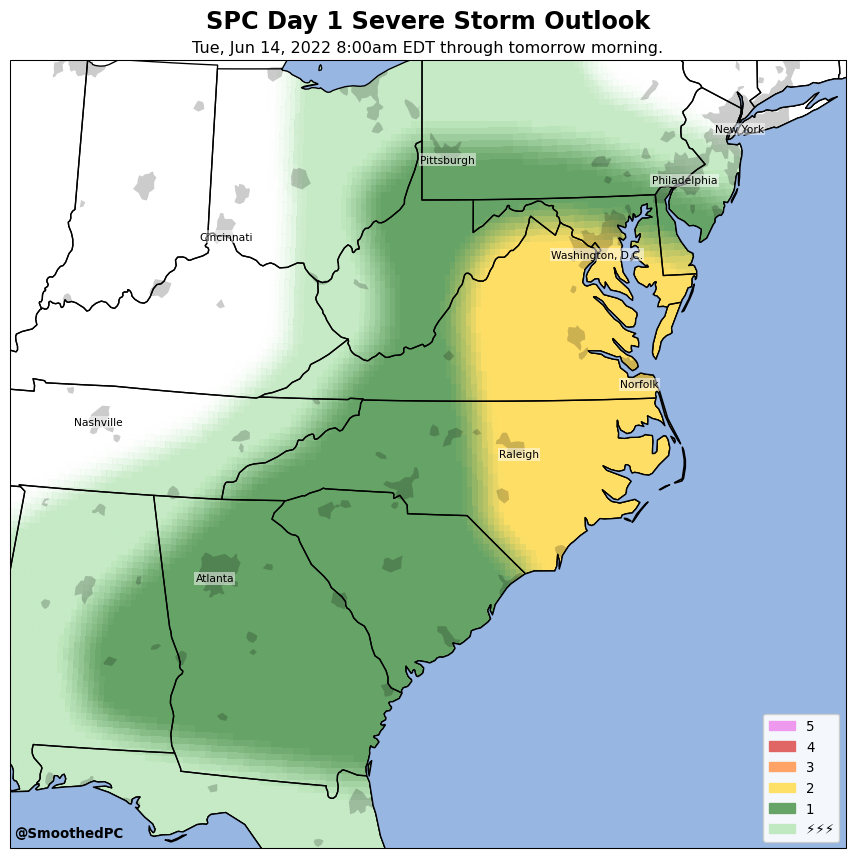 SPC Day 1 Severe Storm Outlook
Tue, Jun 14, 2022 8:00am EDT through tomorrow morning.
New York
Pittsburgh
Philadelphia
Cincinnati
Washington, D.C.
Norfolk
Nashville
Raleigh
Atlanta
5
4
3
2
1
⚡⚡⚡
@SmoothedPC